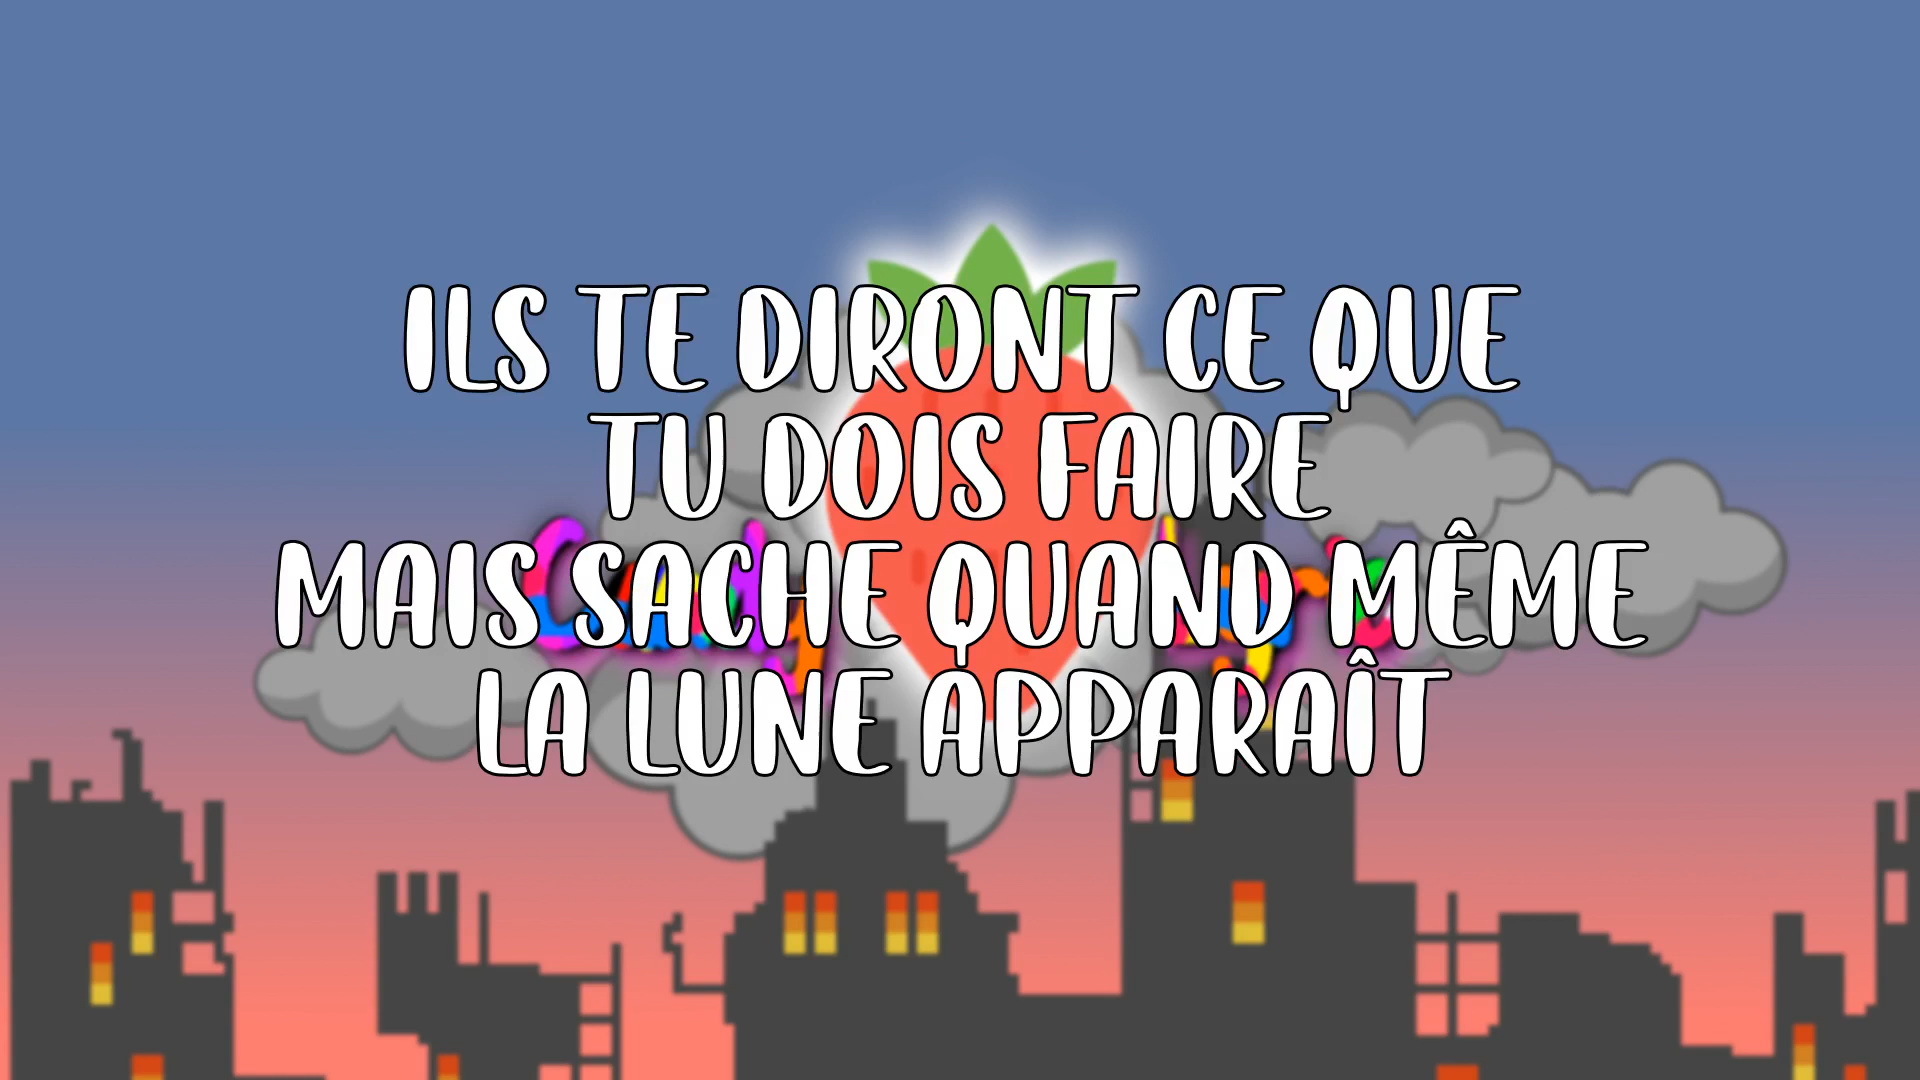 ILS TE DIRONT CE QUE
TU DOIS FAIRE
MAIS SACHE QUAND MÊME
LA LUNE APPARAÎT